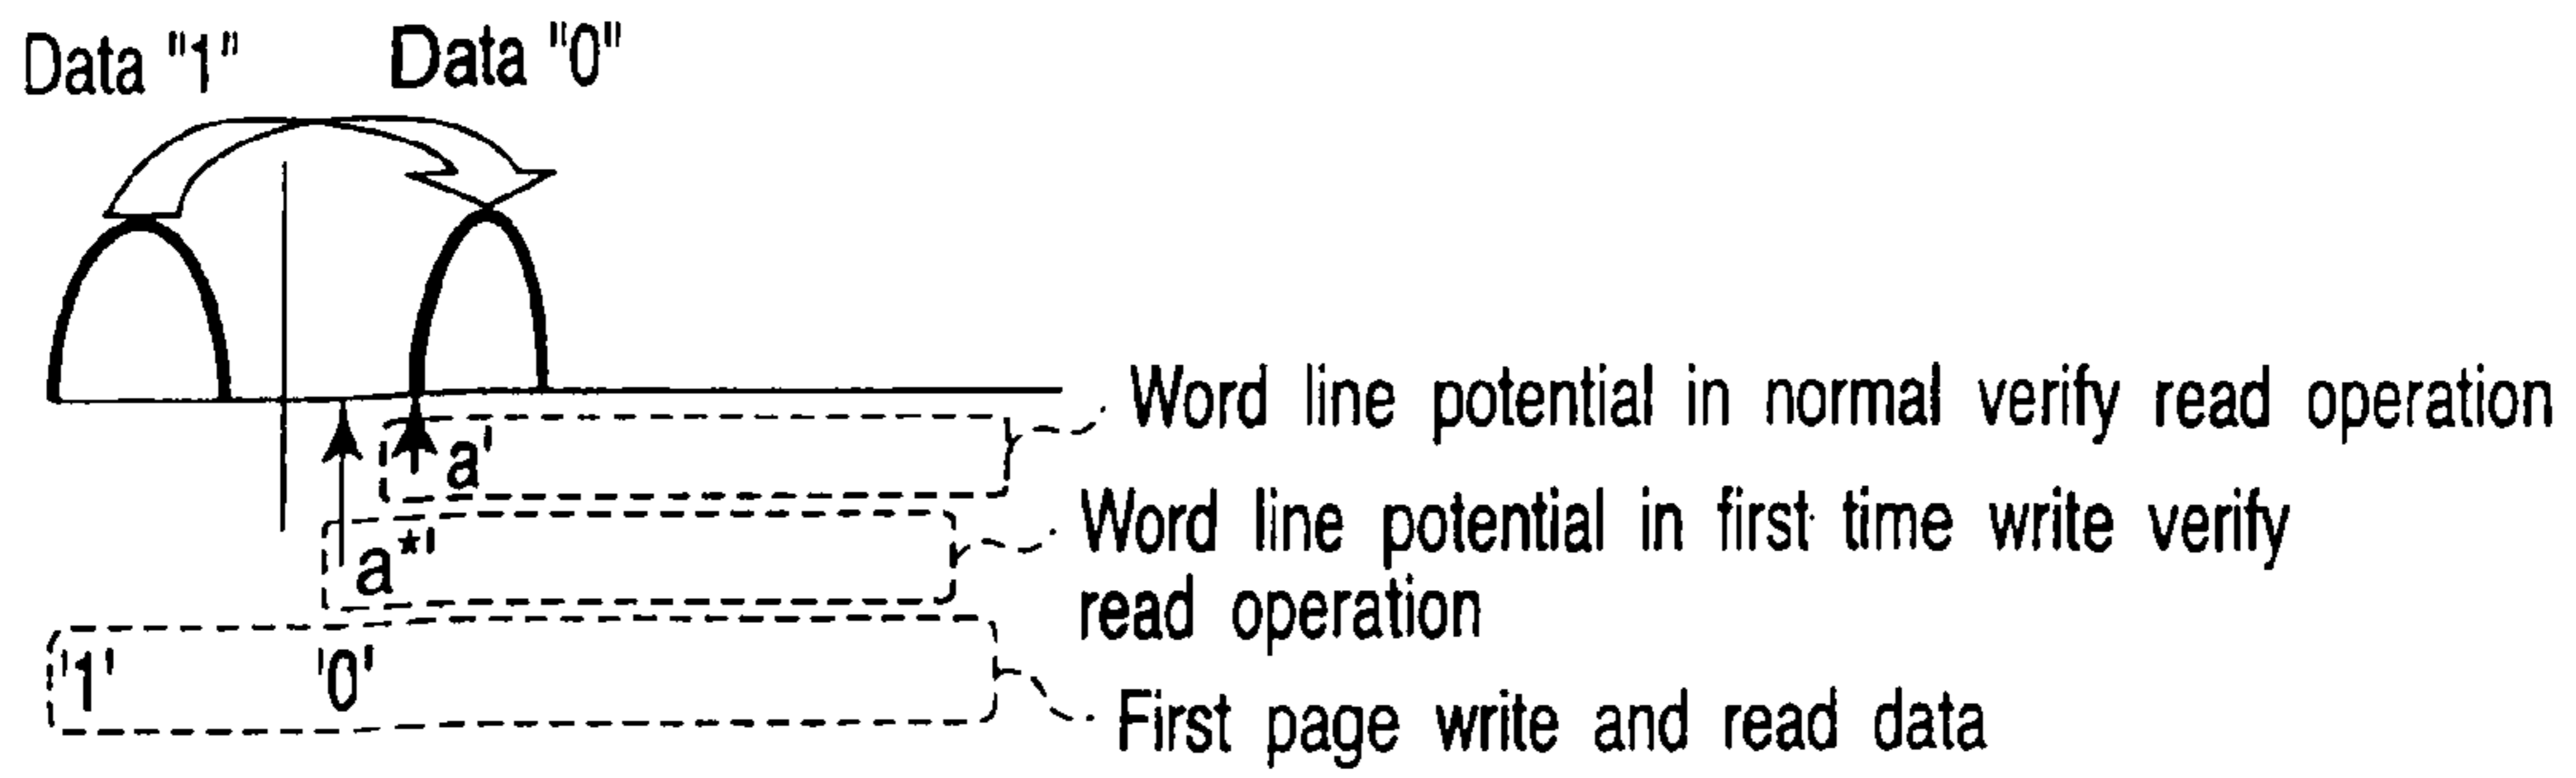 Data "1" Data "0"
Word line potential in normal verify read operation
a'
Word line potential in first time write verify
a*'
read operation
'1' '0'
First page write and read data